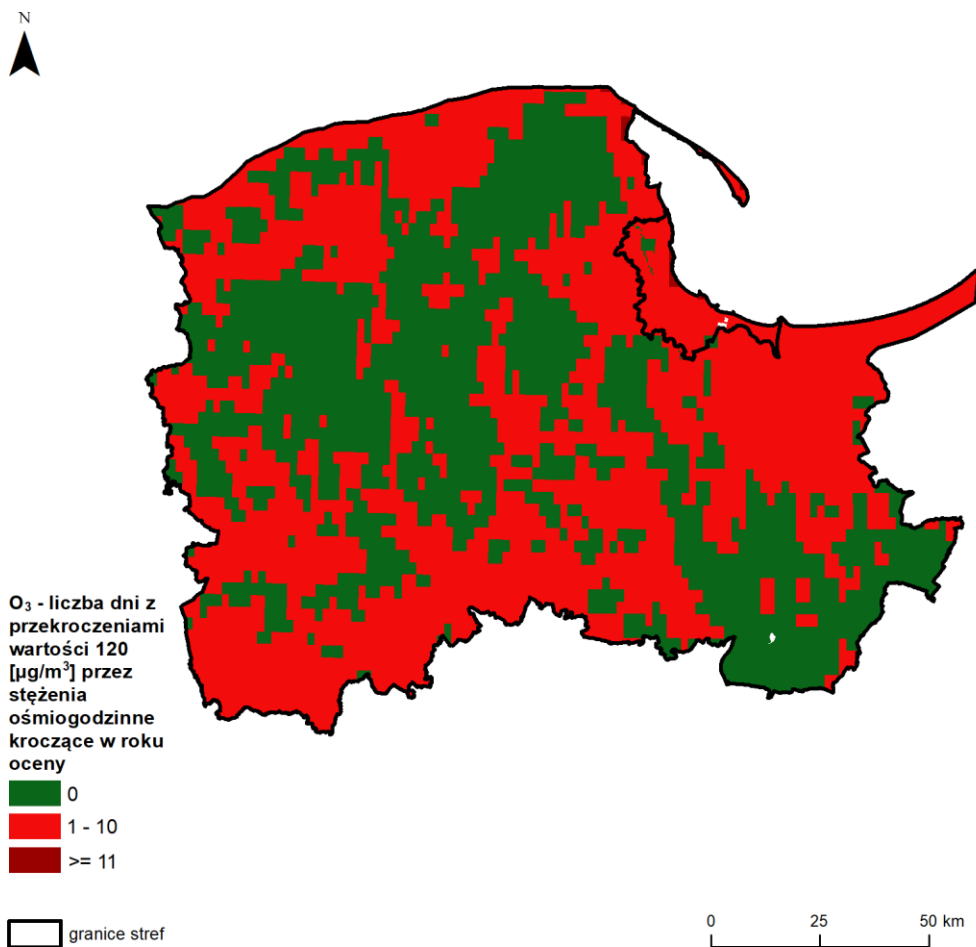 N
O₃ - liczba dni z
przekroczeniami
wartości 120
[µg/m³] przez
stężenia
ośmiogodzinne
kroczące w roku
oceny
0
1 - 10
>= 11
granice stref
0 25 50 km